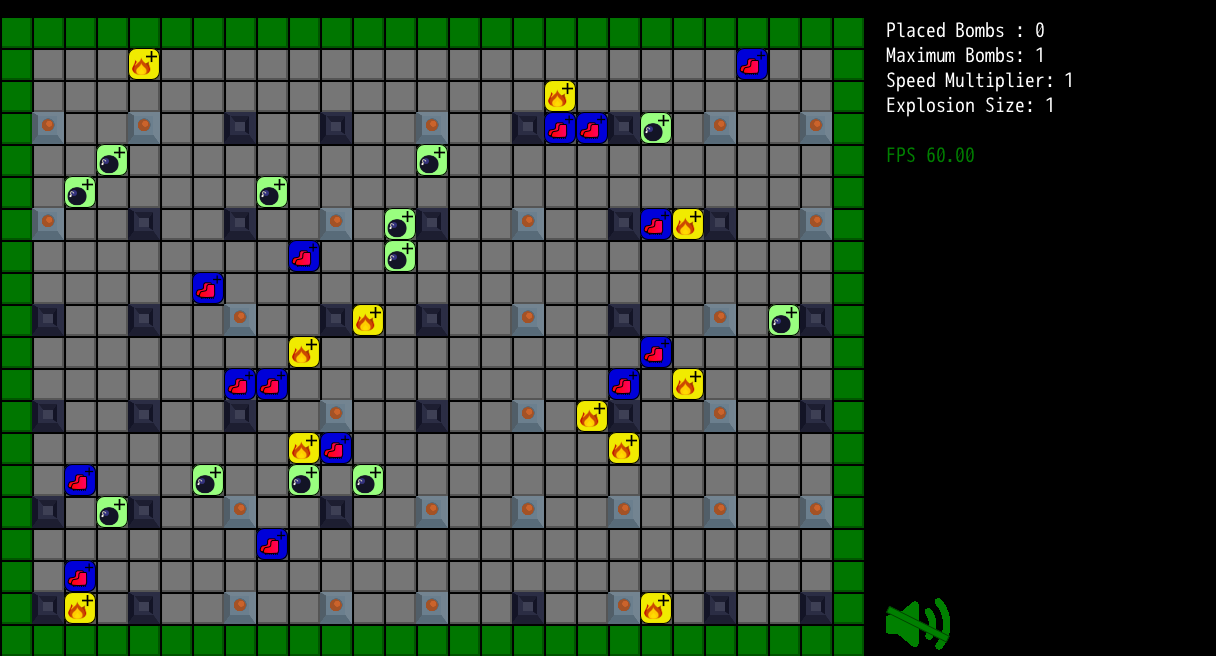 Placed Bombs : 0
Maximum Bombs: 1
Speed Multiplier: 1
Explosion Size: 1
FPS 60.00